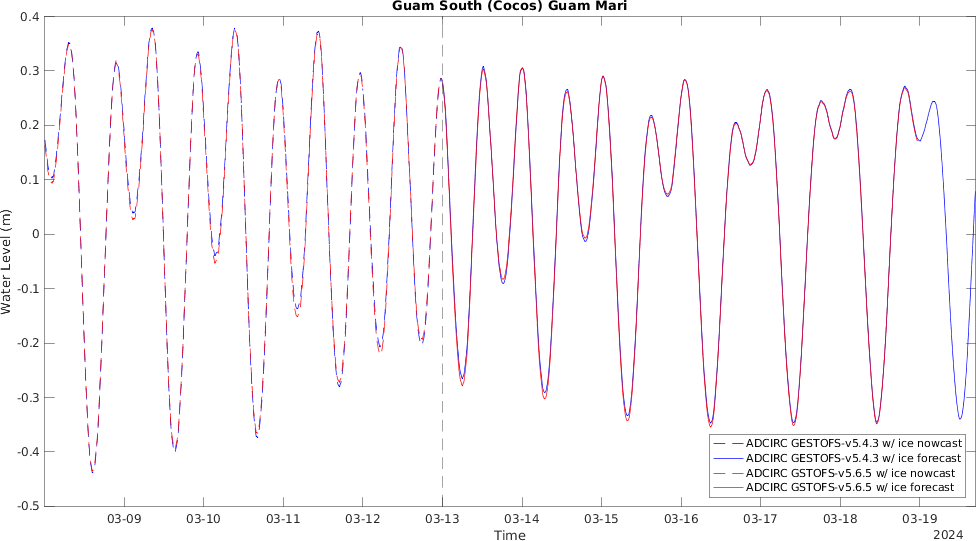 Guam South (Cocos) Guam Mari
0.4
0.3
0.2
0.1
0
-0.1
-0.2
-0.3
-0.4
-0.5
Water Level (m)
ADCIRC GESTOFS-v5.4.3 w/ ice nowcast
ADCIRC GESTOFS-v5.4.3 w/ ice forecast
ADCIRC GSTOFS-v5.6.5 w/ ice nowcast
ADCIRC GSTOFS-v5.6.5 w/ ice forecast
03-09 03-10 03-11 03-12 03-13 03-14 03-15 03-16 03-17 03-18 03-19
Time
2024